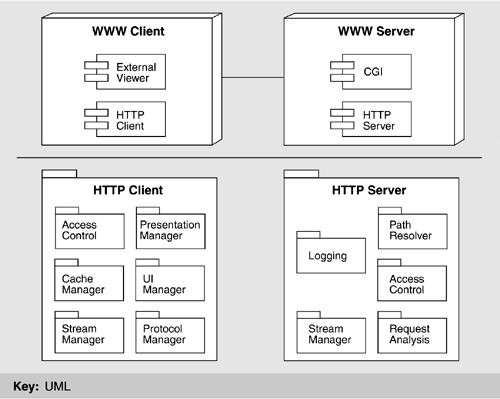 WWW Client
WWW Server
External
Viewer
CGI
HTTP
Client
HTTP
Server
HTTP Client
Access
Control
Presentation
Manager
Cache
Manager
UI
Manager
Stream
Manager
Protocol
Manager
HTTP Server
Logging
Path
Resolver
Access
Control
Stream
Manager
Request
Analysis
Key: UML